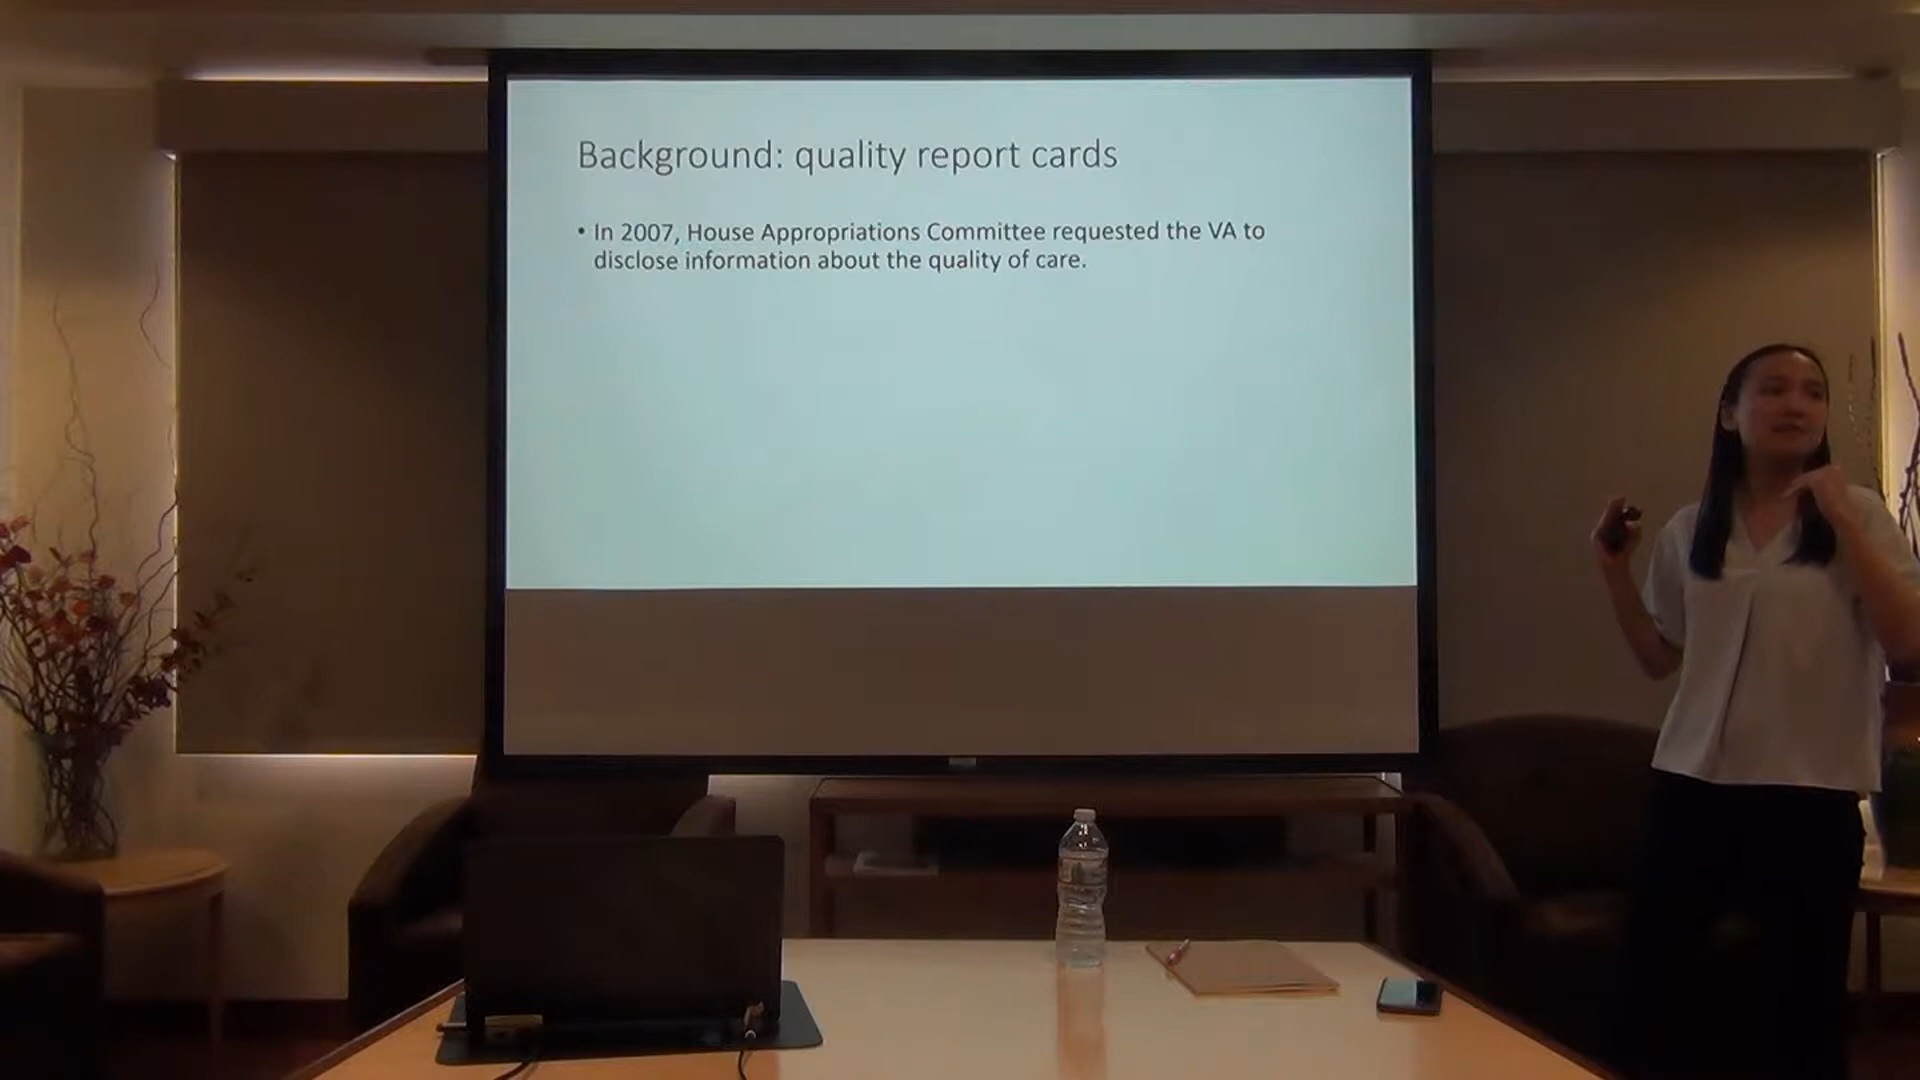 Background: quality report cards
• In 2007, House Appropriations Committee requested the VA to
disclose information about the quality of care.